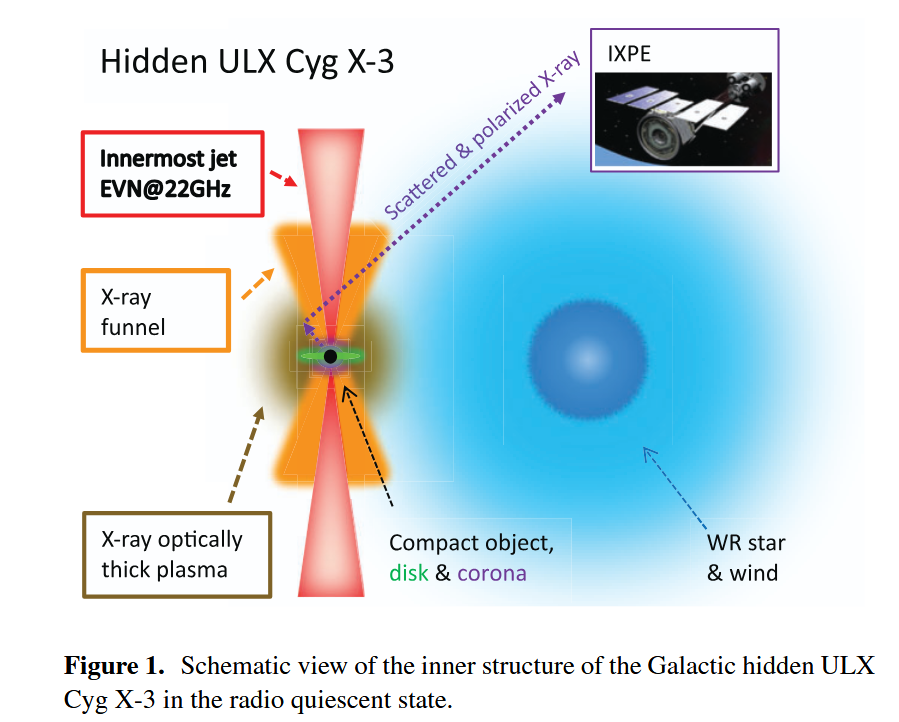 Hidden ULX Cyg X-3
IXPE
Scattered & polarized X-ray
Innermost jet
EVN@22GHz
X-ray
funnel
X-ray optically
thick plasma
Compact object,
disk & corona
WR star
& wind
Figure 1. Schematic view of the inner structure of the Galactic hidden ULX
Cyg X-3 in the radio quiescent state.